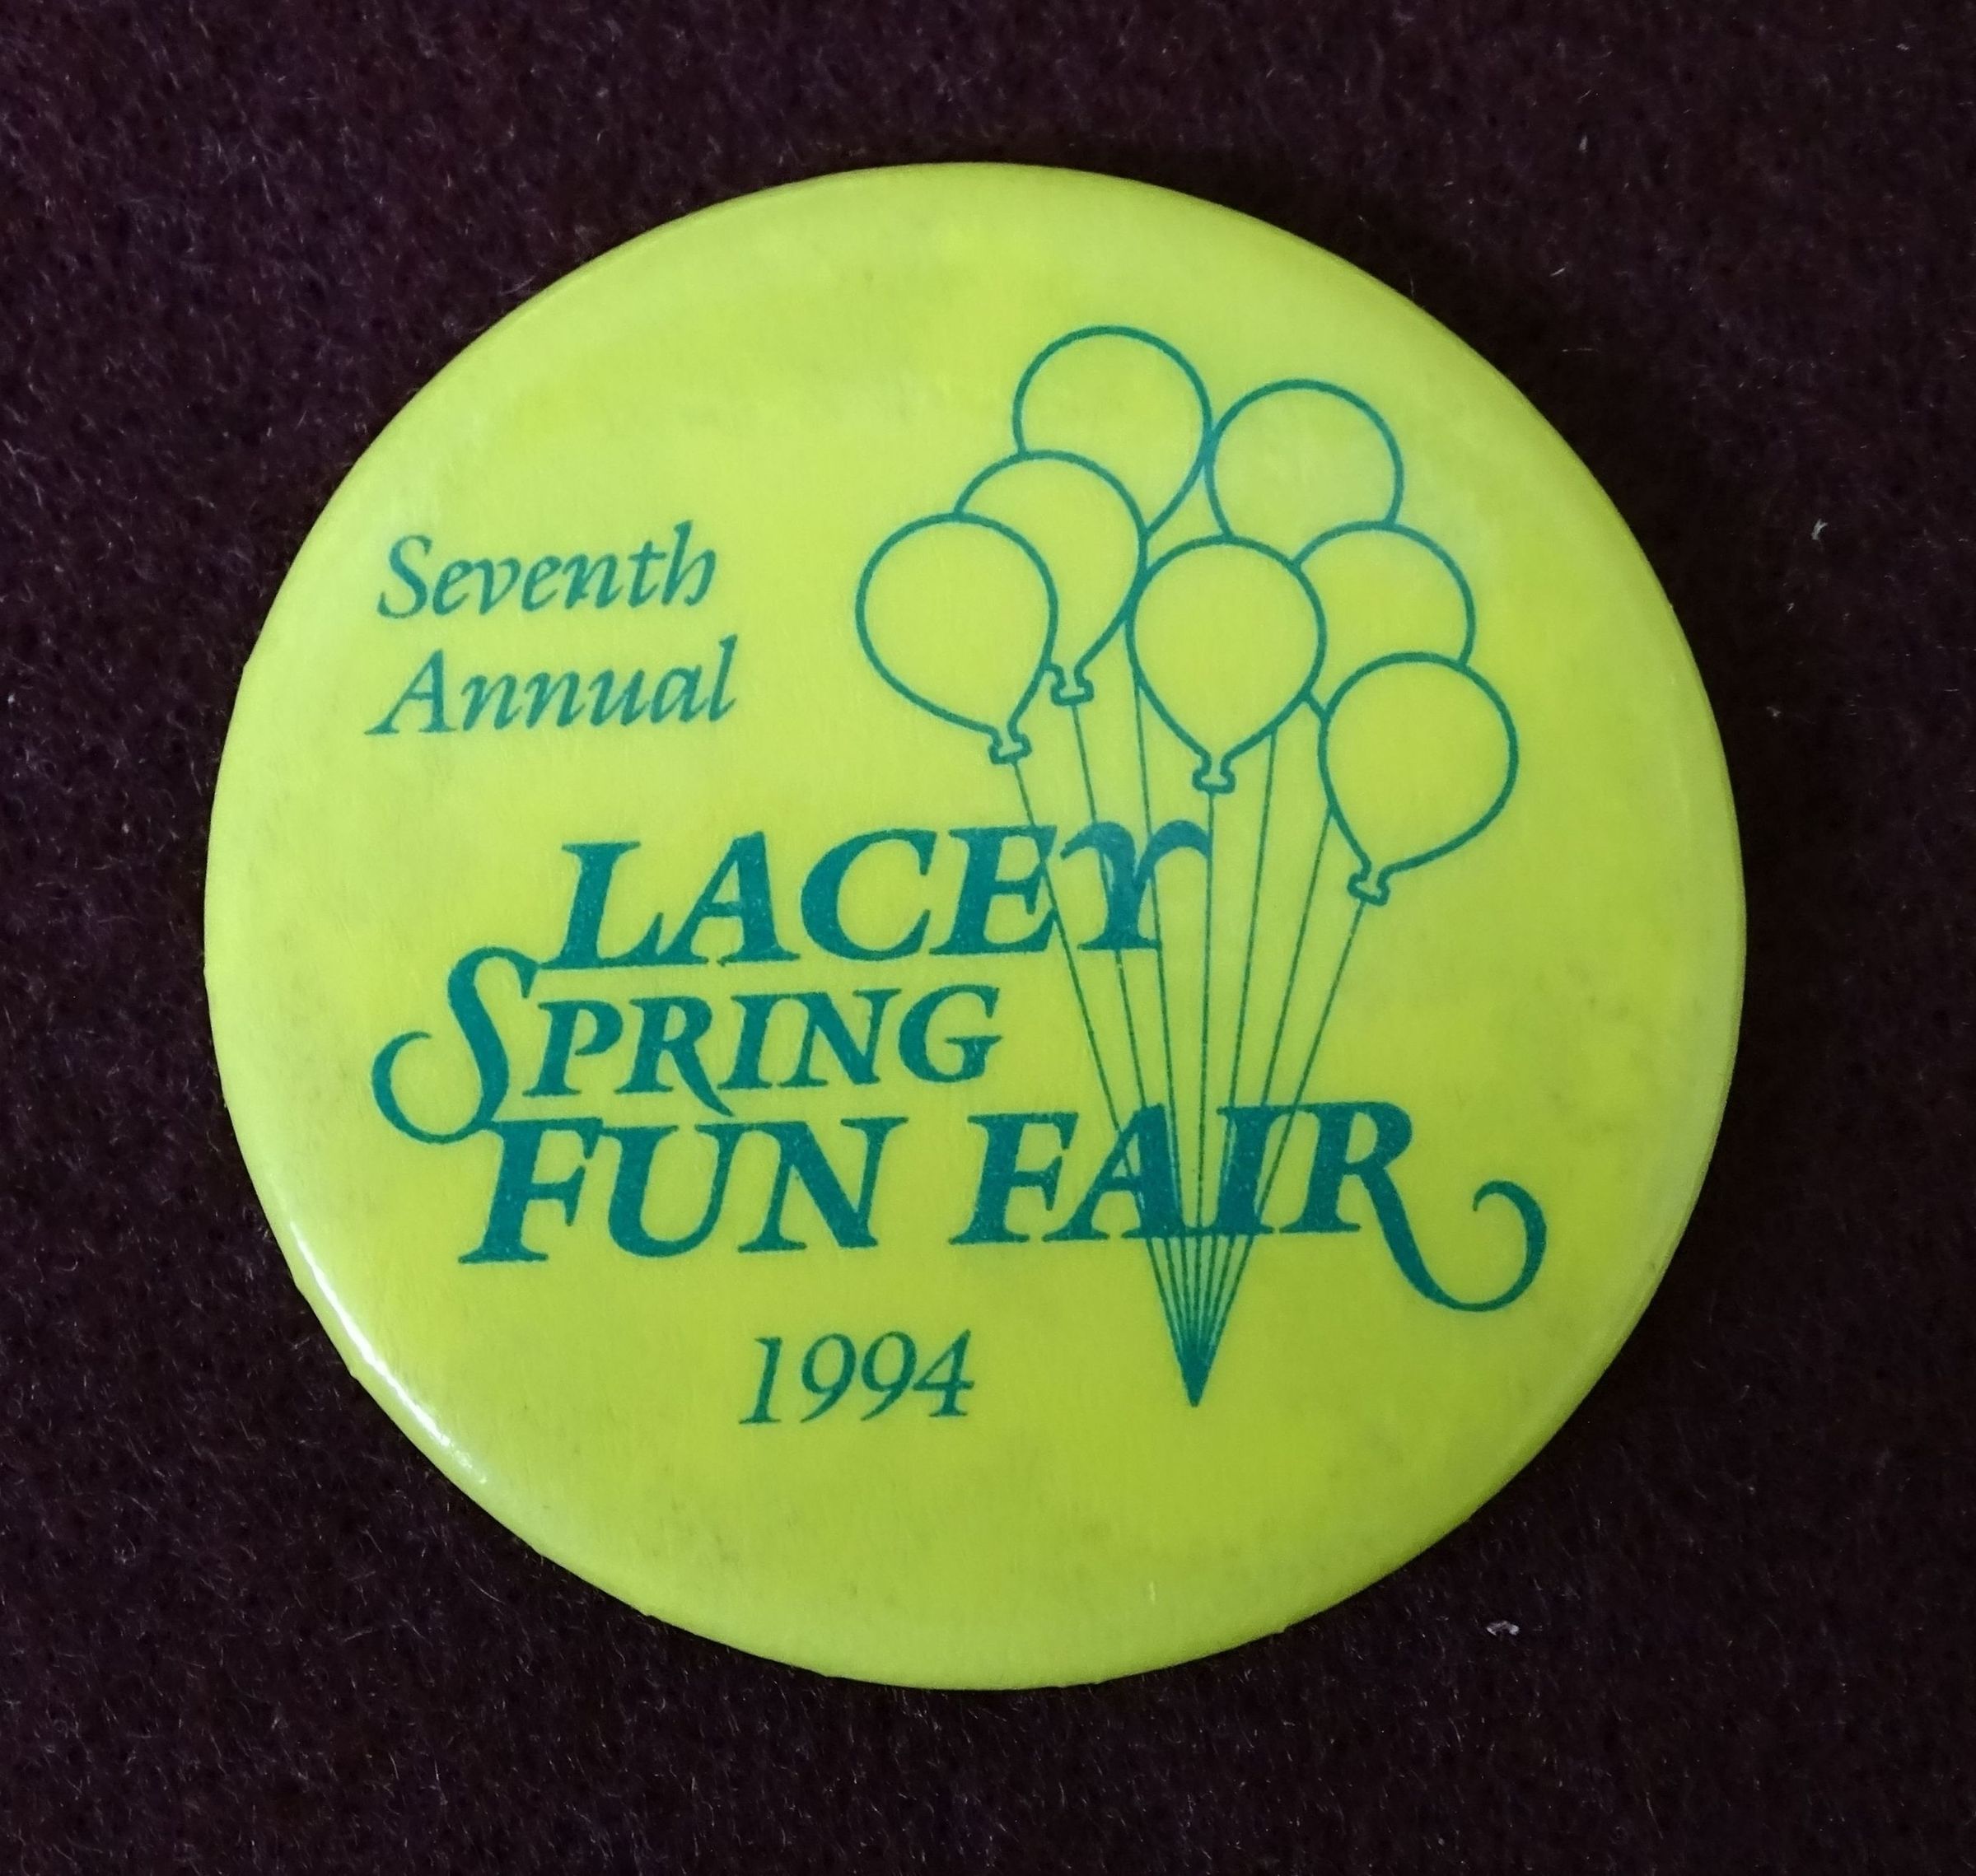 Seventh
Annual
LACEY
SPRING
FUN FAIR
1994